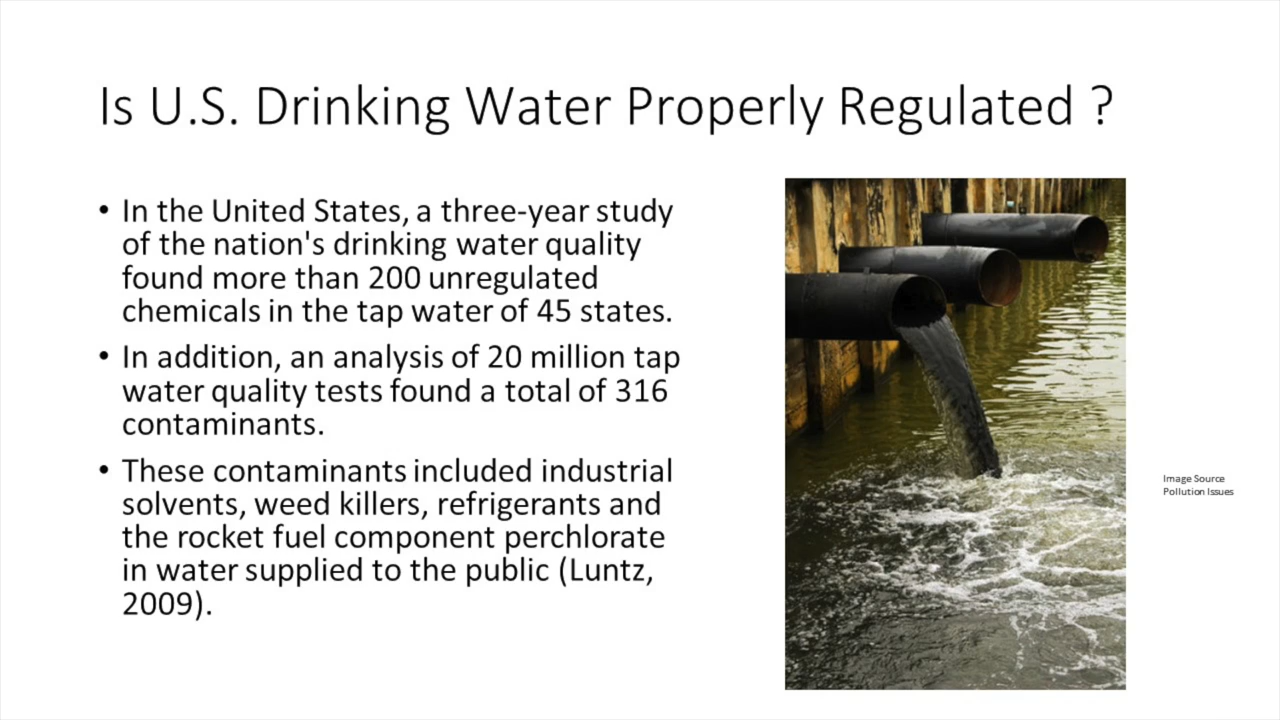 Is U.S. Drinking Water Properly Regulated ?
• In the United States, a three-year study
of the nation's drinking water quality
found more than 200 unregulated
chemicals in the tap water of 45 states.
• In addition, an analysis of 20 million tap
water quality tests found a total of 316
contaminants.
• These contaminants included industrial
solvents, weed killers, refrigerants and
the rocket fuel component perchlorate
in water supplied to the public (Luntz,
2009).
Image Source
Pollution Issues